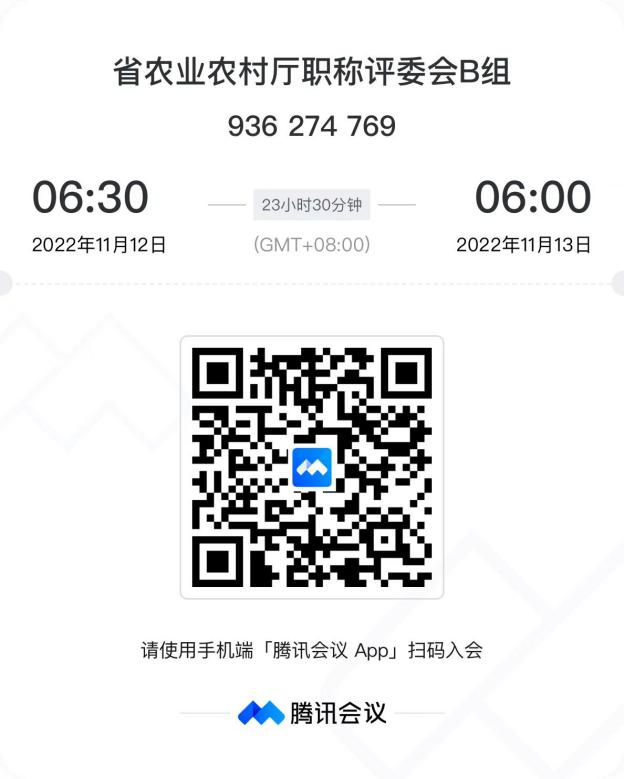 省农业农村厅职称评委会B组
936 274 769
06:30 23小时30分钟 06:00
2022年11月12日 (GMT+08:00) 2022年11月13日
请使用手机端「腾讯会议 App」扫码入会
腾讯会议